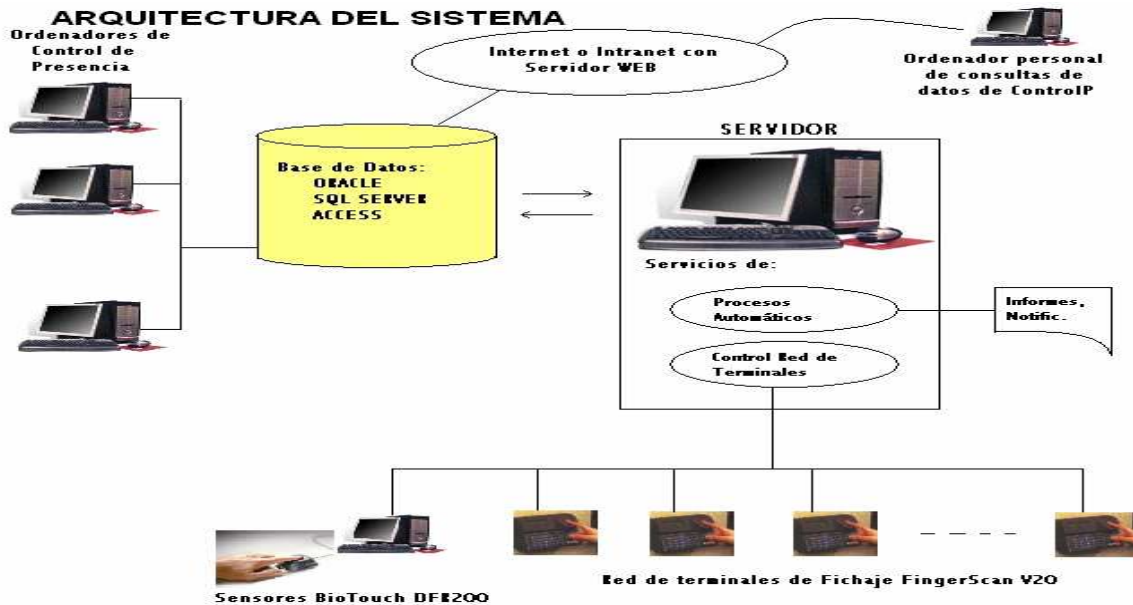 ARQUITECTURA DEL SISTEMA
Ordenadores de
Control de
Presencia
Internet o Intranet con
Servidor WEB
Ordenador personal
de consultas de
datos de ControlP
Base de Datos:
ORACLE
SQL SERVER
ACCESS
SERVIDOR
Servicios de:
Procesos
Automáticos
Informes,
Notific.
Control Red de
Terminales
Sensores BioTouch DFR200
Red de terminales de Fichaje FingerScan V20